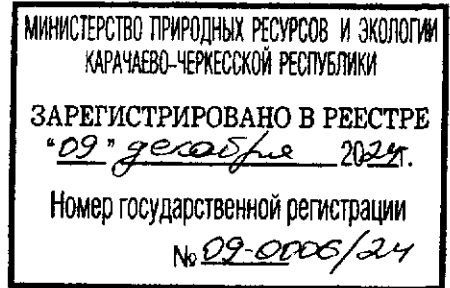 МИНИСТЕРСТВО ПРИРОДНЫХ РЕСУРСОВ И ЭКОЛОГИИ
КАРАЧАЕВО-ЧЕРКЕССКОЙ РЕСПУБЛИКИ
ЗАРЕГИСТРИРОВАНО В РЕЕСТРЕ
"09" декабря 2024г.
Номер государственной регистрации
№ 09-0006/24